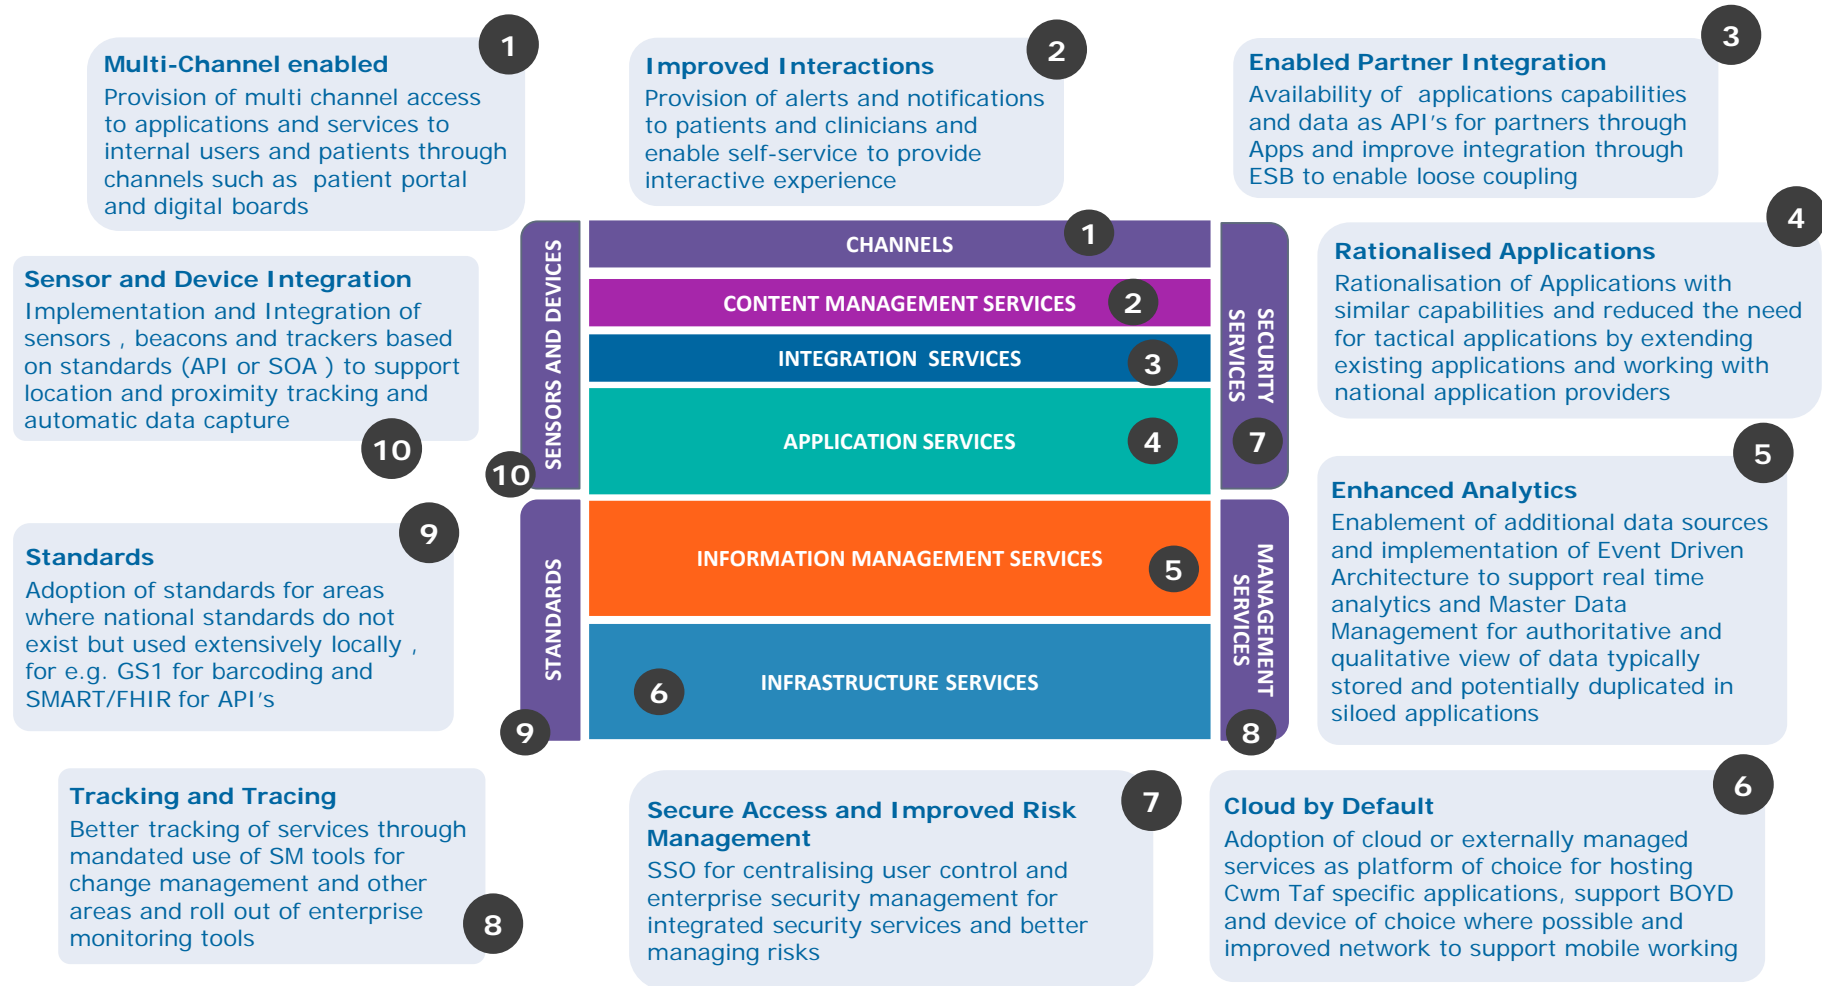 1
Multi-Channel enabled
Provision of multi channel access
to applications and services to
internal users and patients through
channels such as patient portal
and digital boards
2
Improved Interactions
Provision of alerts and notifications
to patients and clinicians and
enable self-service to provide
interactive experience
3
Enabled Partner Integration
Availability of applications capabilities
and data as API's for partners through
Apps and improve integration through
ESB to enable loose coupling
4
Rationalised Applications
Rationalisation of Applications with
similar capabilities and reduced the need
for tactical applications by extending
existing applications and working with
national application providers
Sensor and Device Integration
Implementation and Integration of
sensors , beacons and trackers based
on standards (API or SOA ) to support
location and proximity tracking and
automatic data capture
10
SENSORS AND DEVICES
10
CHANNELS
1
CONTENT MANAGEMENT SERVICES
2
INTEGRATION SERVICES
3
APPLICATION SERVICES
4
INFORMATION MANAGEMENT SERVICES
5
INFRASTRUCTURE SERVICES
6
SECURITY
SERVICES
7
MANAGEMENT
SERVICES
8
STANDARDS
9
5
Enhanced Analytics
Enablement of additional data sources
and implementation of Event Driven
Architecture to support real time
analytics and Master Data
Management for authoritative and
qualitative view of data typically
stored and potentially duplicated in
siloed applications
9
Standards
Adoption of standards for areas
where national standards do not
exist but used extensively locally ,
for e.g. GS1 for barcoding and
SMART/FHIR for API's
Tracking and Tracing
Better tracking of services through
mandated use of SM tools for
change management and other
areas and roll out of enterprise
monitoring tools
8
7
Secure Access and Improved Risk
Management
SSO for centralising user control and
enterprise security management for
integrated security services and better
managing risks
6
Cloud by Default
Adoption of cloud or externally managed
services as platform of choice for hosting
Cwm Taf specific applications, support BOYD
and device of choice where possible and
improved network to support mobile working